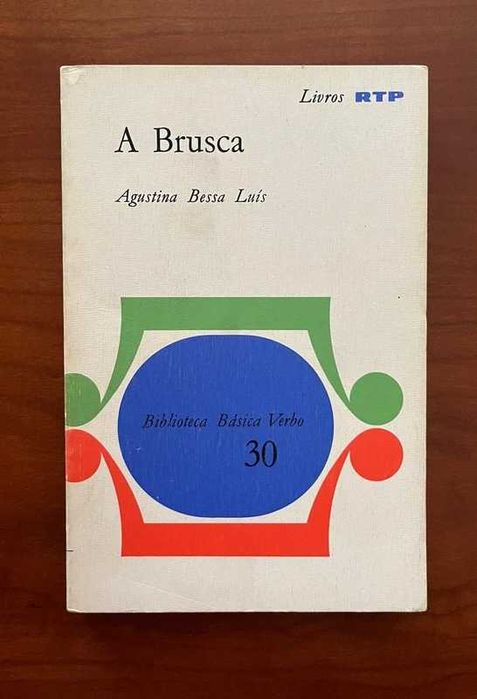 Livros RTP
A Brusca
Agustina Bessa Luís
Biblioteca Básica Verbo
30